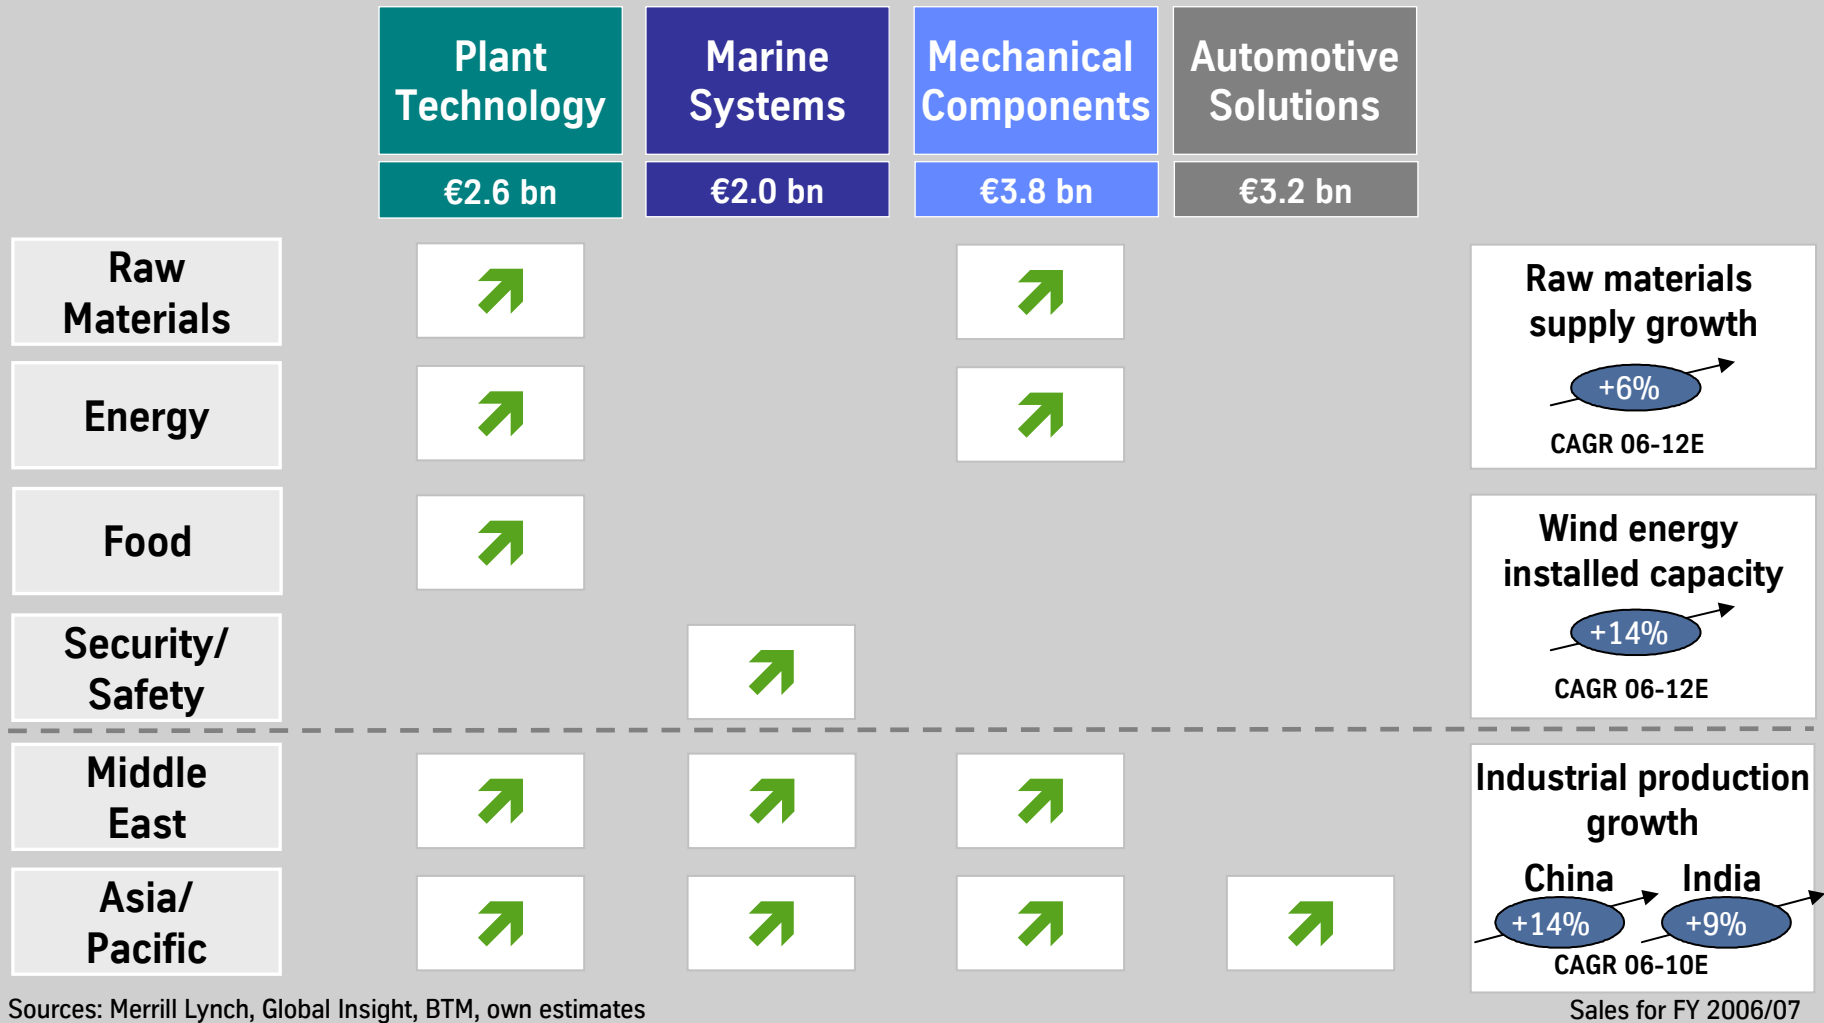 Plant
Technology
Marine
Systems
Mechanical
Components
Automotive
Solutions
€2.6 bn
€2.0 bn
€3.8 bn
€3.2 bn
Raw
Materials
Energy
Food
Security/
Safety
Middle
East
Asia/
Pacific
Raw materials
supply growth
+6%
CAGR 06-12E
Wind energy
installed capacity
+14%
CAGR 06-12E
Industrial production
growth
China
India
+14%
+9%
CAGR 06-10E
Sources: Merrill Lynch, Global Insight, BTM, own estimates
Sales for FY 2006/07